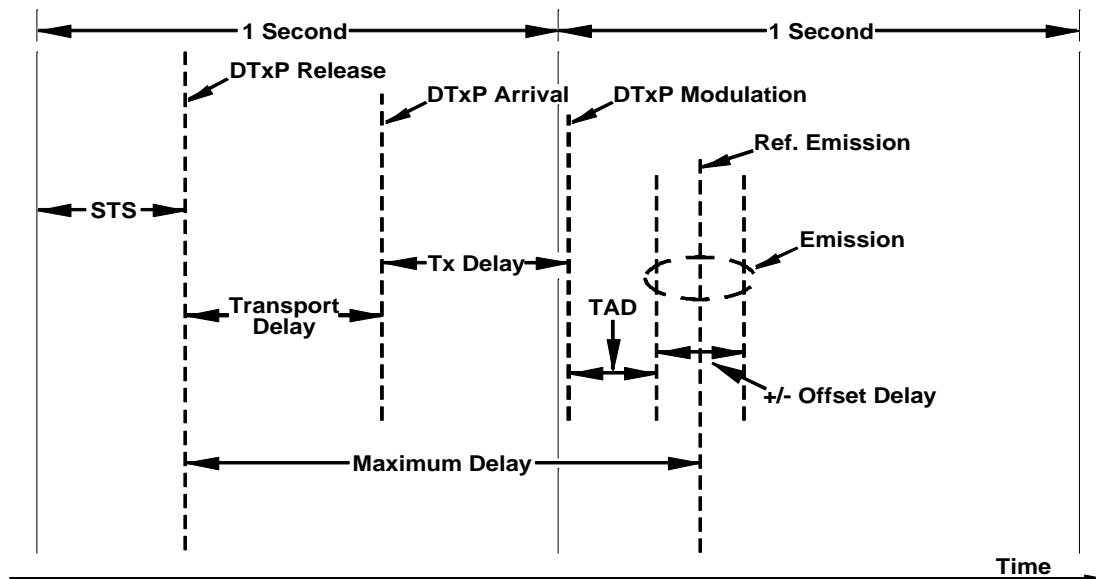 1 Second
1 Second
DTxP Release
DTxP Arrival
DTxP Modulation
Ref. Emission
STS
Emission
Tx Delay
Transport
Delay
TAD
+/- Offset Delay
Maximum Delay
Time